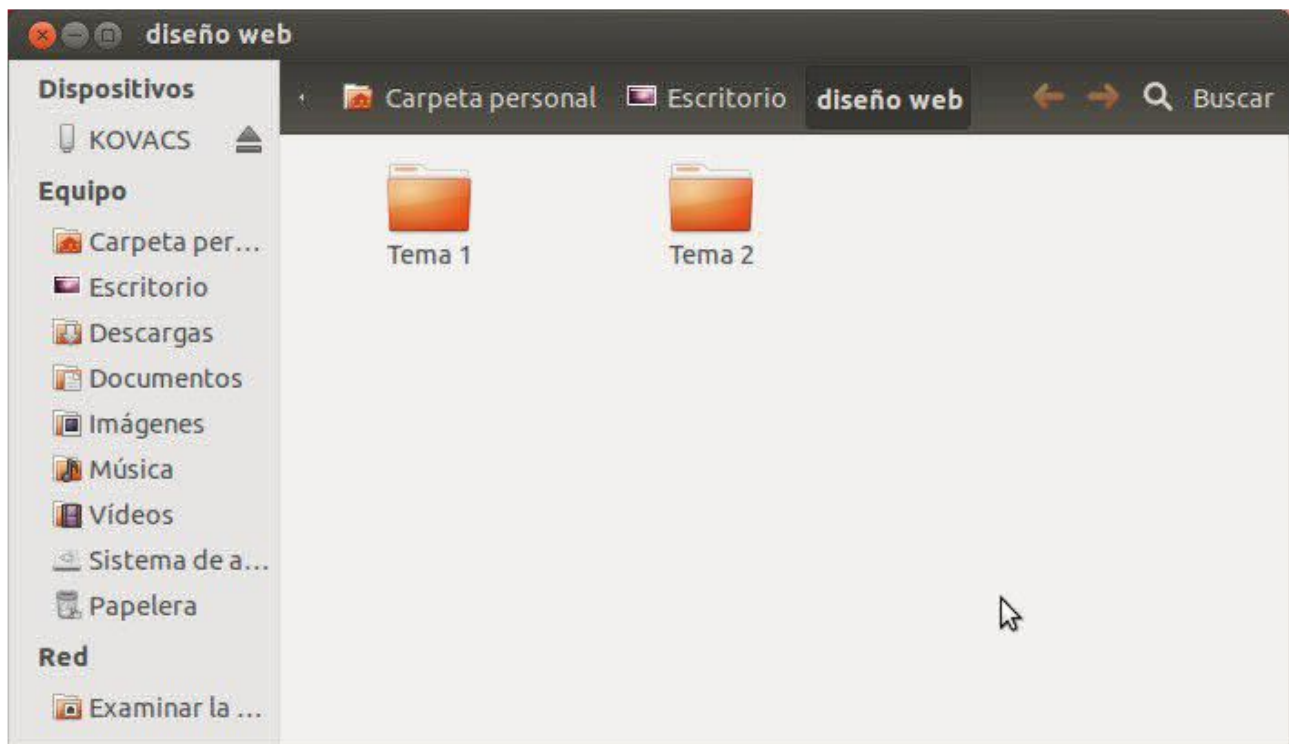 diseño web
Dispositivos
KOVACS
Equipo
Carpeta per...
Escritorio
Descargas
Documentos
Imágenes
Música
Vídeos
Sistema de a...
Papelera
Red
Examinar la ...
Carpeta personal Escritorio diseño web Buscar
Tema 1 Tema 2